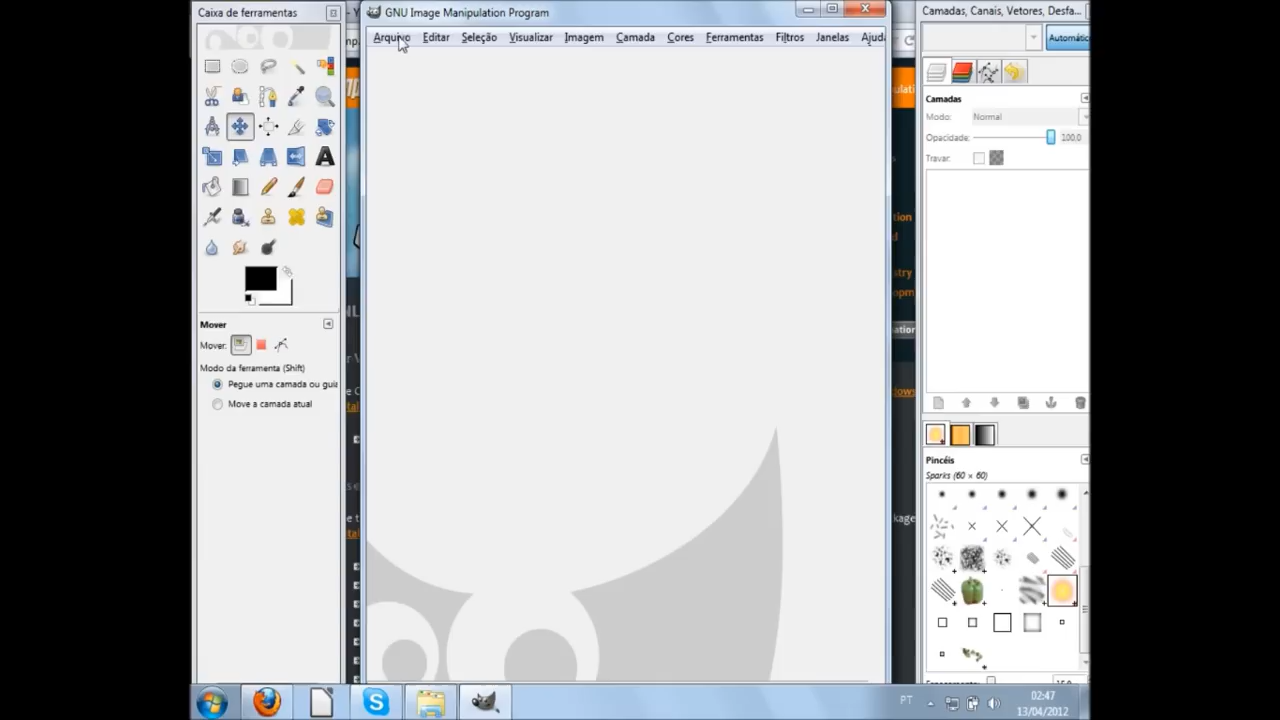 Caixa de ferramentas
GNU Image Manipulation Program
Arquivo Editar Seleção Visualizar Imagem Camada Cores Ferramentas Filtros Janelas Ajuda
Mover
Mover:
Modo da ferramenta (Shift)
Pegue uma camada ou guia
Move a camada atual
Camadas, Canais, Vetores, Desfa...
Automátic
Camadas
Modo: Normal
Opacidade: 100.0
Travar:
Pincéis
Sparks (60 × 60)
PT
02:47
13/04/2012